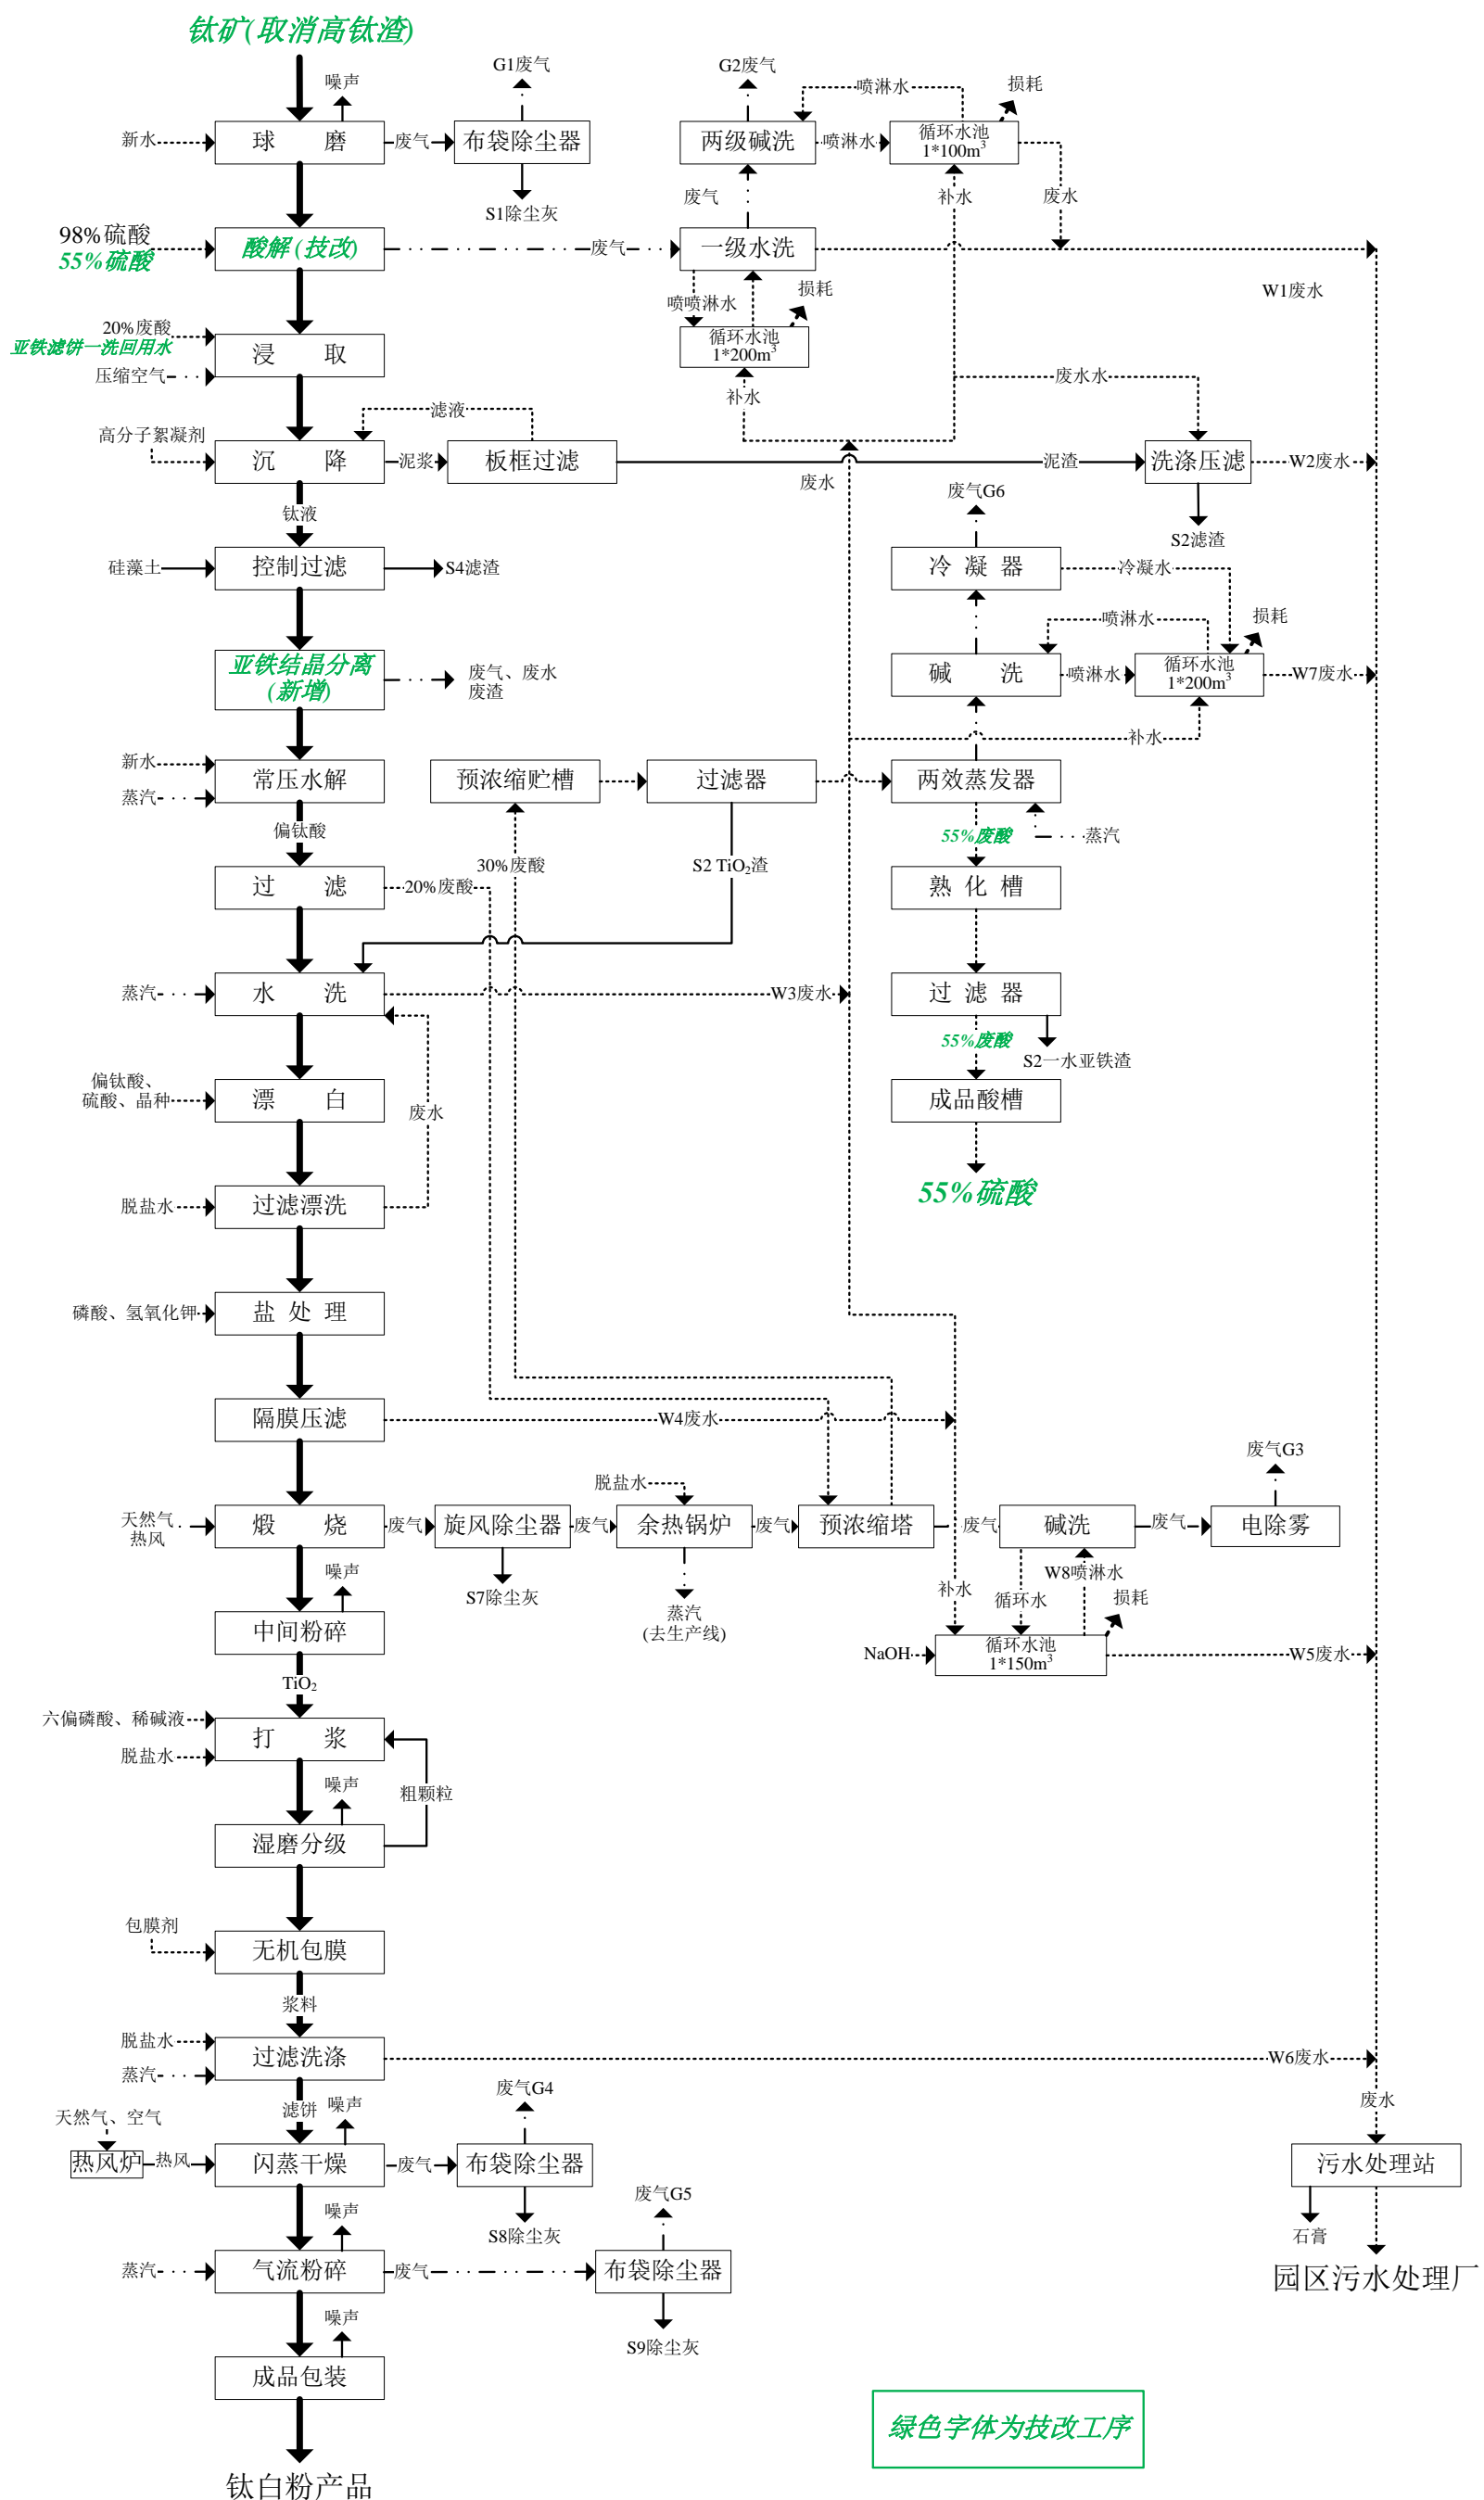 钛矿(取消高钛渣)
噪声
G1废气
G2废气
喷淋水
损耗
新水
球 磨
废气
布袋除尘器
两级碱洗
喷淋水
循环水池
1*100m³
S1除尘灰
废气
补水
废水
98%硫酸
55%硫酸
酸解(技改)
废气
一级水洗
W1废水
喷喷淋水
损耗
20%废酸
亚铁滤饼一洗回用水
压缩空气
浸 取
循环水池
1*200m³
补水
废水水
滤液
高分子絮凝剂
沉 降
泥浆
板框过滤
泥渣
洗涤压滤
W2废水
废水
废气G6
钛液
S2滤渣
硅藻土
控制过滤
S4滤渣
冷 凝 器
冷凝水
喷淋水
损耗
亚铁结晶分离
(新增)
废气、废水
废渣
碱 洗
喷淋水
循环水池
1*200m³
W7废水
补水
新水
蒸汽
常压水解
预浓缩贮槽
过滤器
两效蒸发器
偏钛酸
55%废酸
蒸汽
30%废酸
S2 TiO₂渣
过 滤
20%废酸
熟 化 槽
蒸汽
水 洗
W3废水
过 滤 器
55%废酸
S2一水亚铁渣
偏钛酸、
硫酸、晶种
漂 白
废水
成品酸槽
脱盐水
过滤漂洗
55%硫酸
磷酸、氢氧化钾
盐 处 理
隔膜压滤
W4废水
废气G3
脱盐水
天然气
热风
煅 烧
废气
旋风除尘器
废气
余热锅炉
废气
预浓缩塔
废气
碱洗
废气
电除雾
噪声
S7除尘灰
蒸汽
(去生产线)
补水
循环水
W8喷淋水
损耗
中间粉碎
NaOH
循环水池
1*150m³
W5废水
TiO₂
六偏磷酸、稀碱液
脱盐水
打 浆
噪声
粗颗粒
湿磨分级
包膜剂
无机包膜
浆料
脱盐水
蒸汽
过滤洗涤
W6废水
滤饼
噪声
废气G4
废水
天然气、空气
热风炉
热风
闪蒸干燥
废气
布袋除尘器
污水处理站
噪声
S8除尘灰
废气G5
石膏
蒸汽
气流粉碎
废气
布袋除尘器
园区污水处理厂
噪声
S9除尘灰
成品包装
绿色字体为技改工序
钛白粉产品